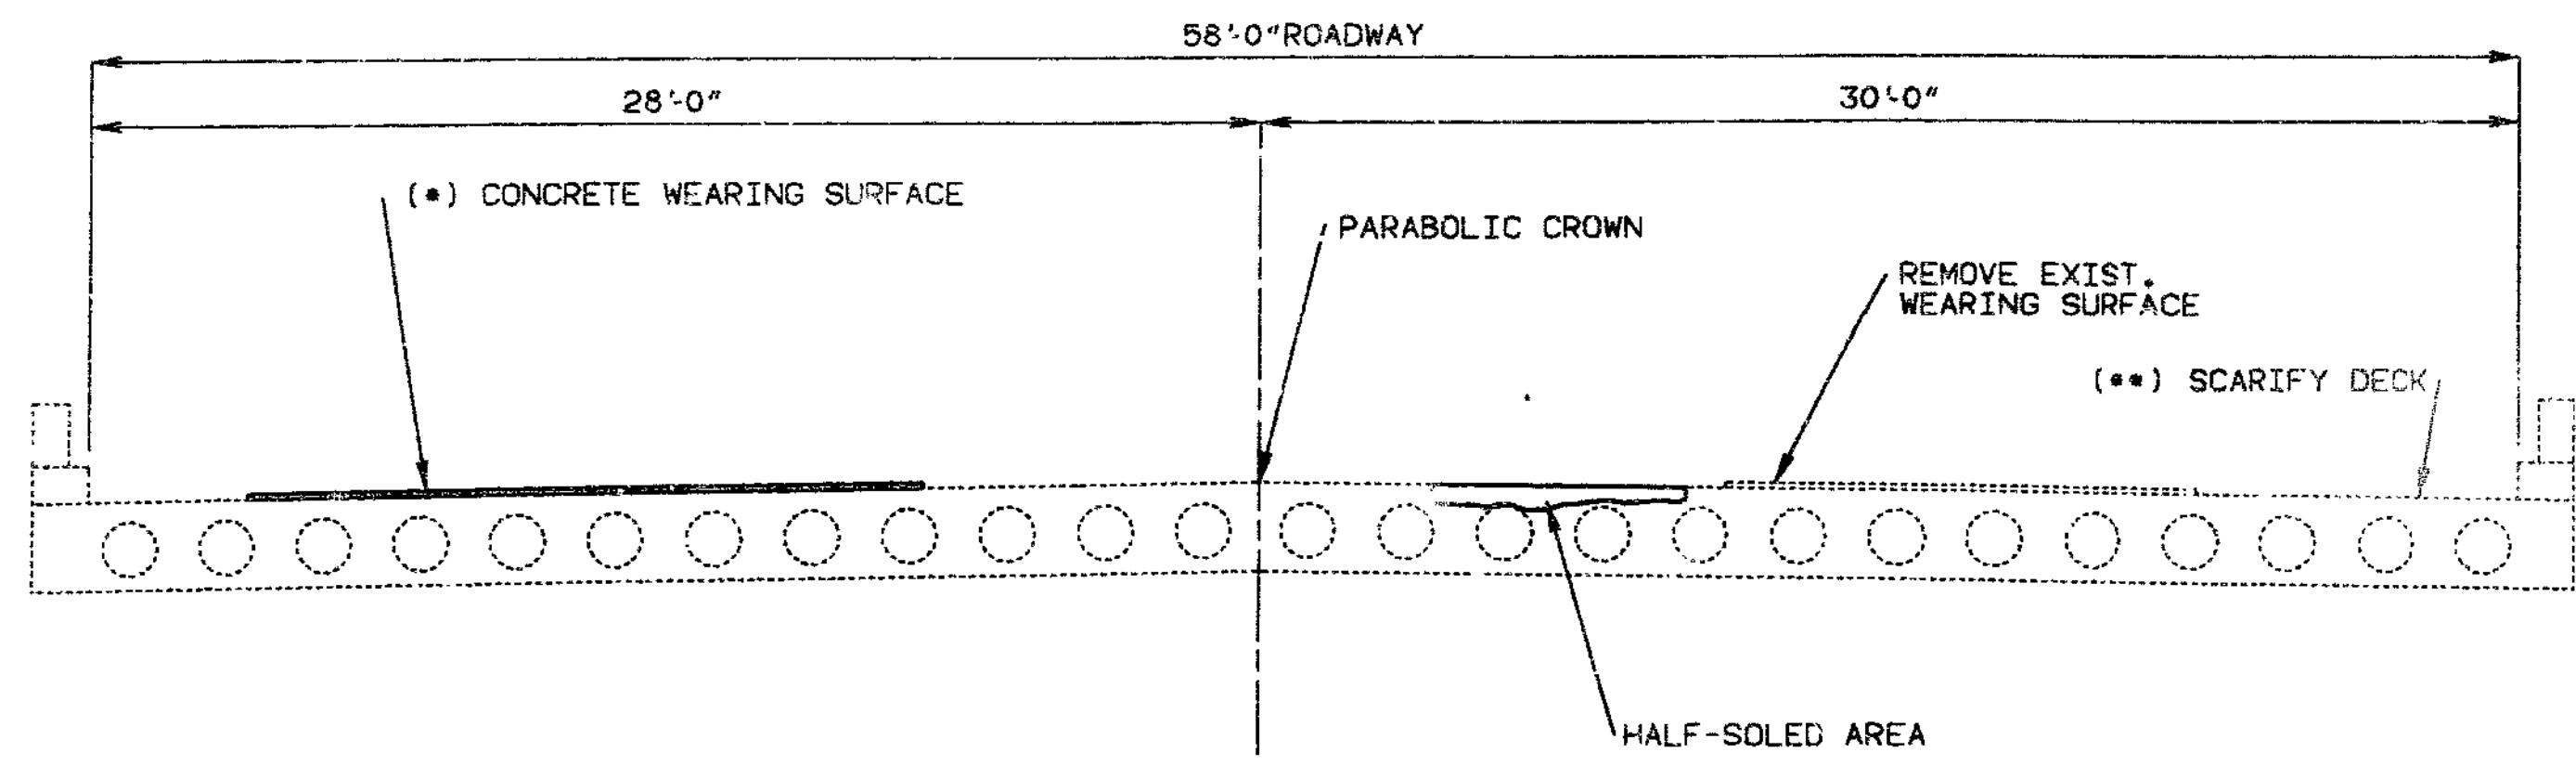 58'-0" ROADWAY
28'-0"
30'-0"
(*) CONCRETE WEARING SURFACE
PARABOLIC CROWN
REMOVE EXIST.
WEARING SURFACE
(**) SCARIFY DECK
HALF-SOLED AREA